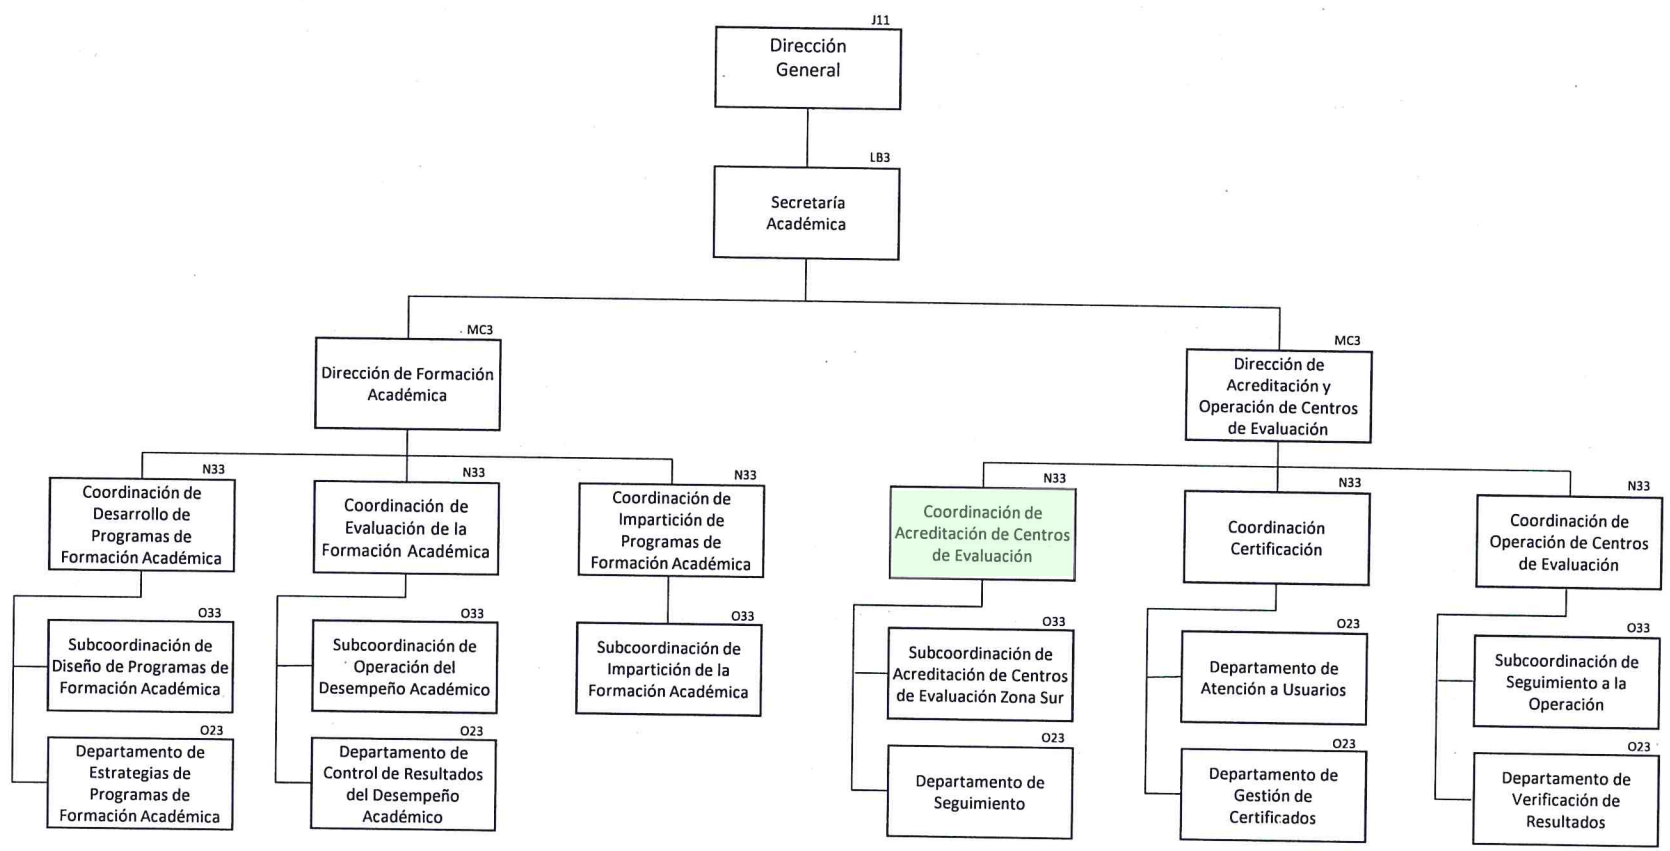 J11
Dirección
General
LB3
Secretaría
Académica
MC3
Dirección de Formación
Académica
MC3
Dirección de
Acreditación y
Operación de Centros
de Evaluación
N33
Coordinación de
Desarrollo de
Programas de
Formación Académica
N33
Coordinación de
Evaluación de la
Formación Académica
N33
Coordinación de
Impartición de
Programas de
Formación Académica
N33
Coordinación de
Acreditación de Centros
de Evaluación
N33
Coordinación
Certificación
N33
Coordinación de
Operación de Centros
de Evaluación
O33
Subcoordinación de
Diseño de Programas de
Formación Académica
O33
Subcoordinación de
Operación del
Desempeño Académico
O33
Subcoordinación de
Impartición de la
Formación Académica
O33
Subcoordinación de
Acreditación de Centros
de Evaluación Zona Sur
O23
Departamento de
Atención a Usuarios
O33
Subcoordinación de
Seguimiento a la
Operación
O23
Departamento de
Estrategias de
Programas de
Formación Académica
O23
Departamento de
Control de Resultados
del Desempeño
Académico
O23
Departamento de
Seguimiento
O23
Departamento de
Gestión de
Certificados
O23
Departamento de
Verificación de
Resultados